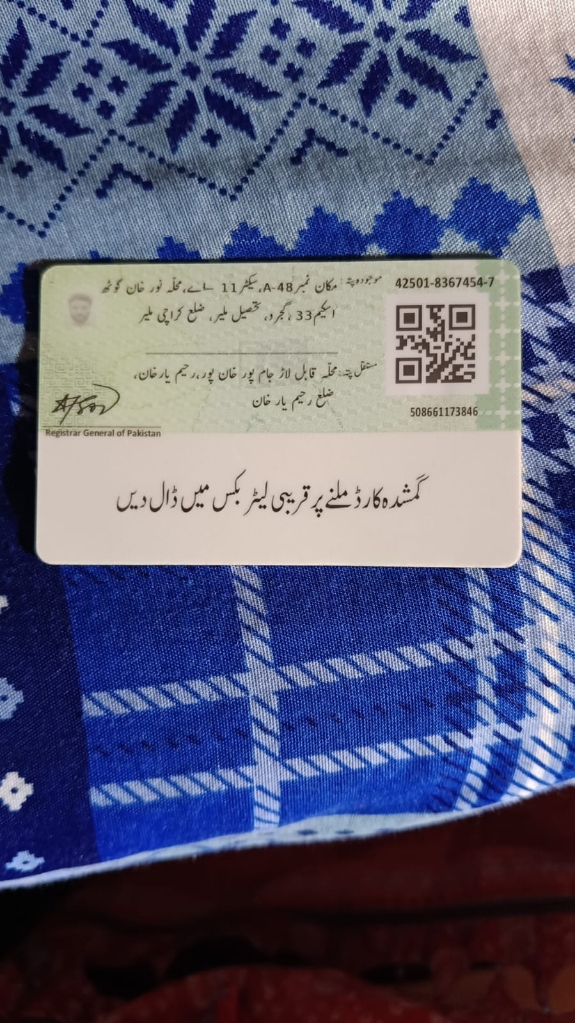 42501-8367454-7
موجودہ پتہ: مکان نمبر A-48، سیکٹر 11 ۔اے، محلہ نور خان گوٹھ
اسکیم 33 ، گجرو، تحصیل ملیر، ضلع کراچی ملیر
مستقل پتہ: محلہ قابل لاڑ جام پور خان پور، رحیم یار خان،
ضلع رحیم یار خان
508661173846
Registrar General of Pakistan
گمشدہ کارڈ ملنے پر قریبی لیٹر بکس میں ڈال دیں